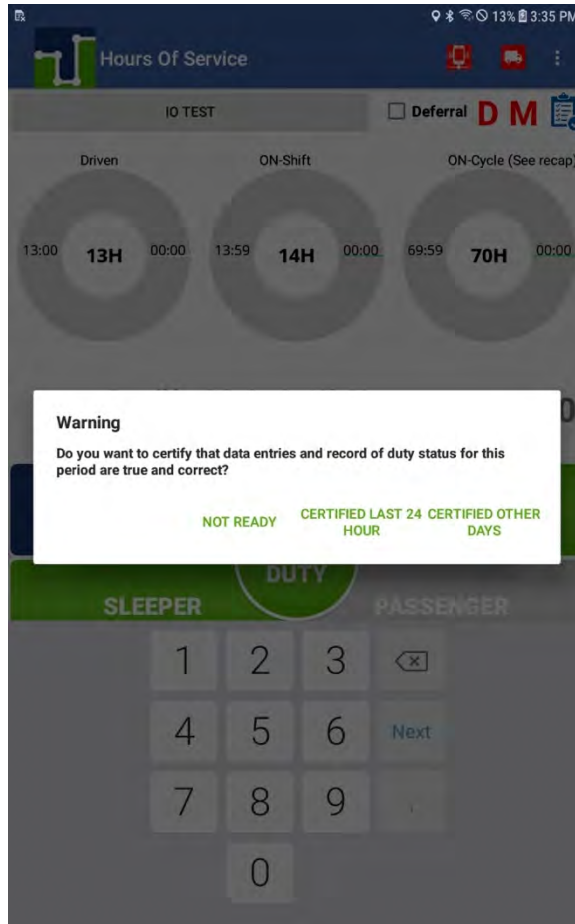 13% 3:35 PM
Hours Of Service
IO TEST
Deferral D M
Driven ON-Shift ON-Cycle (See recap)
13:00 13H 00:00 13:59 14H 00:00 69:59 70H 00:00
0
Warning
Do you want to certify that data entries and record of duty status for this
period are true and correct?
NOT READY CERTIFIED LAST 24 HOUR CERTIFIED OTHER DAYS
DUTY
SLEEPER PASSENGER
1 2 3
4 5 6 Next
7 8 9 ,
0